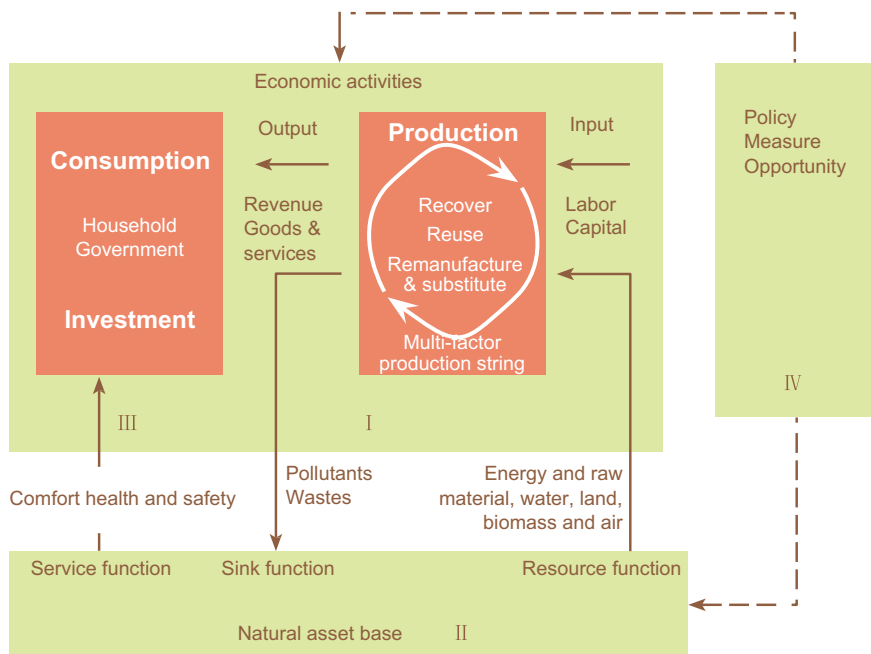 Economic activities
Consumption
Household
Government
Investment
III
Output
Revenue
Goods &
services
Production
Recover
Reuse
Remanufacture
& substitute
Multi-factor
production string
I
Input
Labor
Capital
Policy
Measure
Opportunity
IV
Comfort health and safety
Pollutants
Wastes
Energy and raw
material, water, land,
biomass and air
Service function
Sink function
Resource function
Natural asset base II